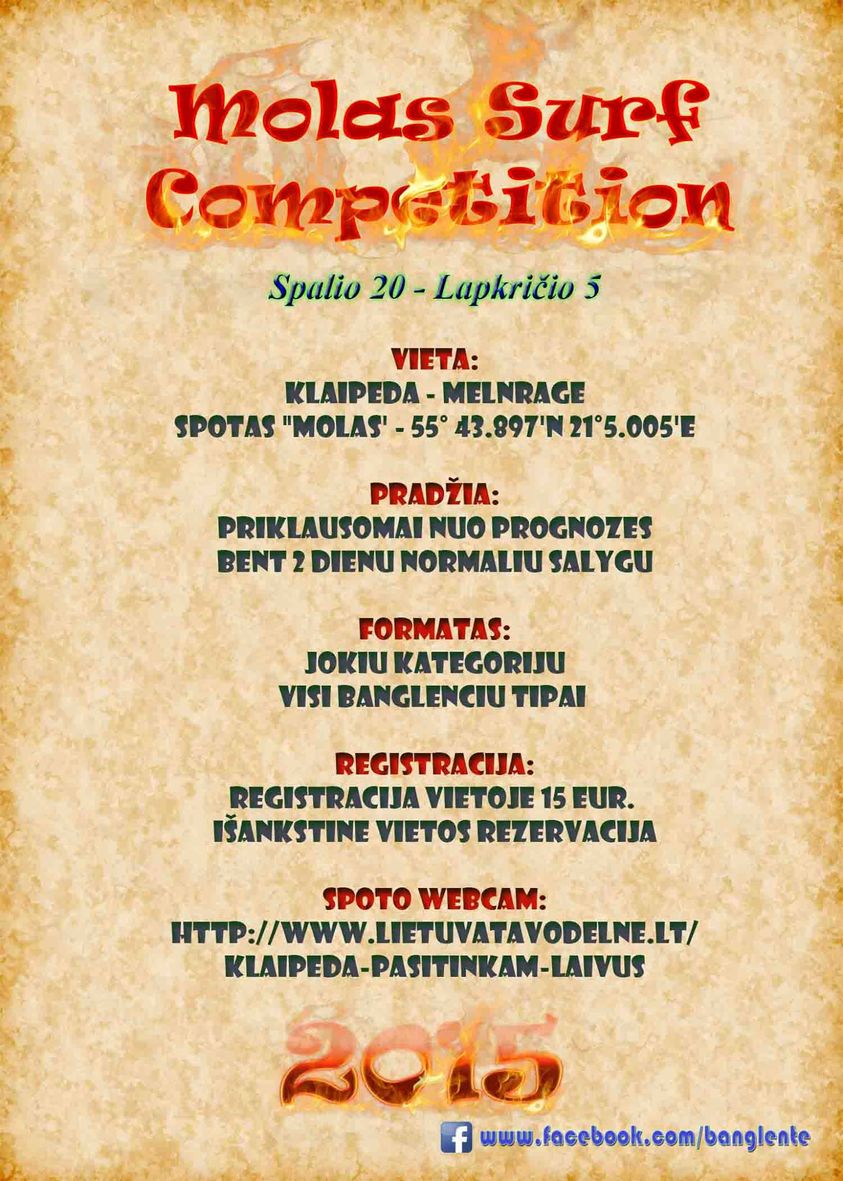 Molas Surf
Competition
Spalio 20 - Lapkričio 5
VIETA:
KLAIPEDA - MELNRAGE
SPOTAS "MOLAS' - 55° 43.897'N 21°5.005'E
PRADŽIA:
PRIKLAUSOMAI NUO PROGNOZES
BENT 2 DIENU NORMALIU SALYGU
FORMATAS:
JOKIU KATEGORIJU
VISI BANGLENCIU TIPAI
REGISTRACIJA:
REGISTRACIJA VIETOJE 15 EUR.
IŠANKSTINE VIETOS REZERVACIJA
SPOTO WEBCAM:
HTTP://WWW.LIETUVATAVODELNE.LT/
KLAIPEDA-PASITINKAM-LAIVUS
2015
f www.facebook.com/banglente